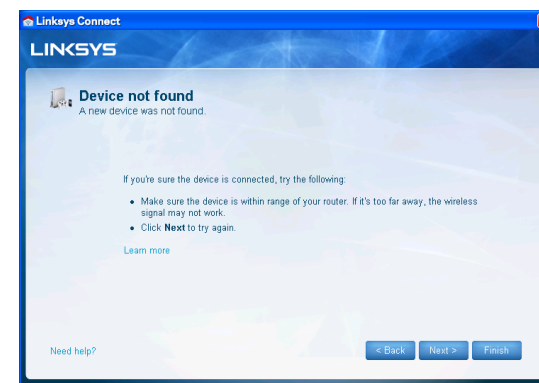 Linksys Connect
LINKSYS
Device not found
A new device was not found.
If you're sure the device is connected, try the following:
• Make sure the device is within range of your router. If it's too far away, the wireless
signal may not work.
• Click Next to try again.
Learn more
Need help?
< Back
Next >
Finish